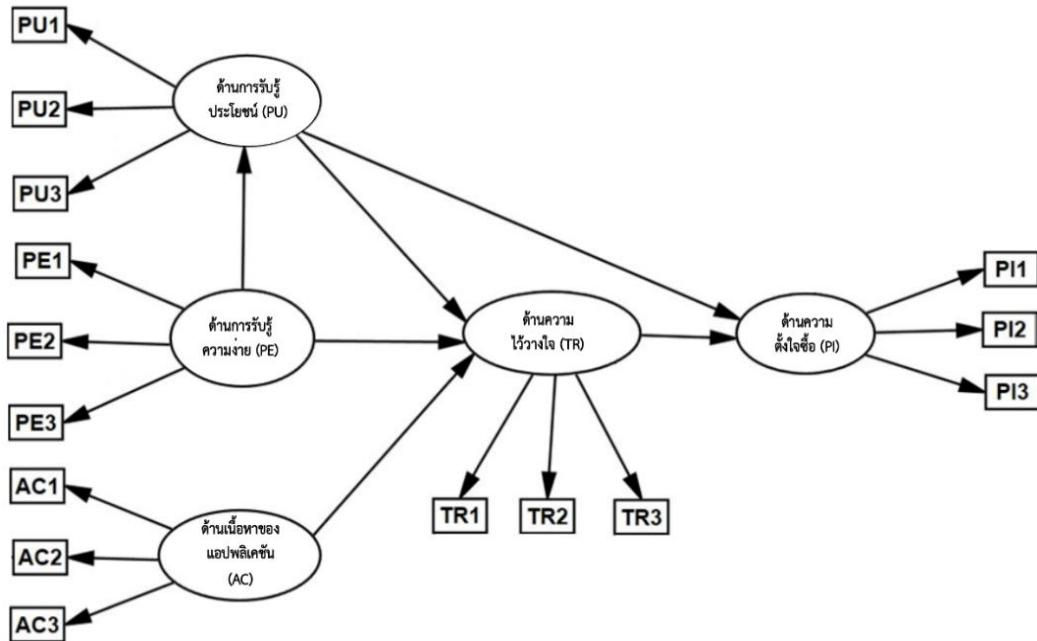 PU1
PU2
PU3
ด้านการรับรู้
ประโยชน์ (PU)
PE1
PE2
PE3
ด้านการรับรู้
ความง่าย (PE)
ด้านความ
ไว้วางใจ (TR)
ด้านความ
ตั้งใจซื้อ (PI)
PI1
PI2
PI3
AC1
AC2
AC3
ด้านเนื้อหาของ
แอปพลิเคชัน
(AC)
TR1
TR2
TR3